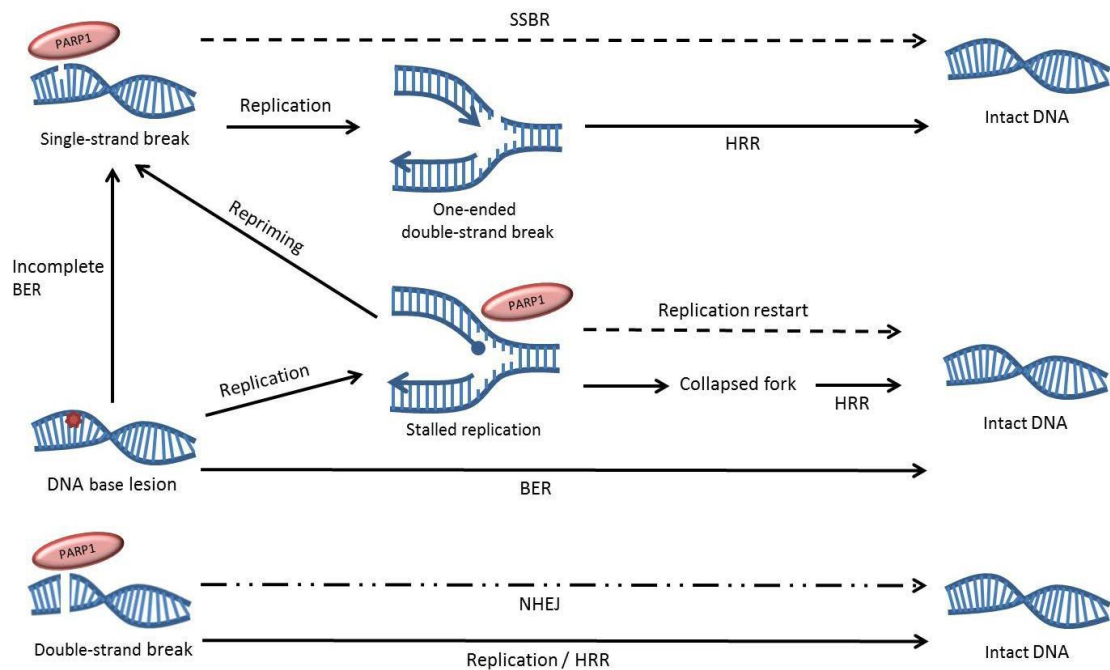 PARP1
SSBR
Single-strand break
Replication
One-ended
double-strand break
HRR
Intact DNA
Incomplete
BER
Repriming
Replication
PARP1
Stalled replication
Replication restart
Collapsed fork
HRR
Intact DNA
DNA base lesion
BER
PARP1
Double-strand break
NHEJ
Replication / HRR
Intact DNA